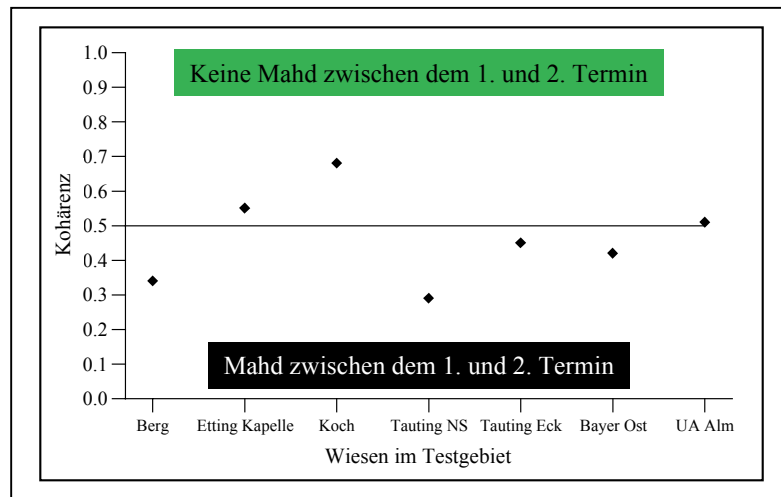 1.0
Keine Mahd zwischen dem 1. und 2. Termin
0.9
0.8
0.7
0.6
Kohärenz
0.5
0.4
0.3
0.2
Mahd zwischen dem 1. und 2. Termin
0.1
0.0
Berg Etting Kapelle Koch Tauting NS Tauting Eck Bayer Ost UA Alm
Wiesen im Testgebiet